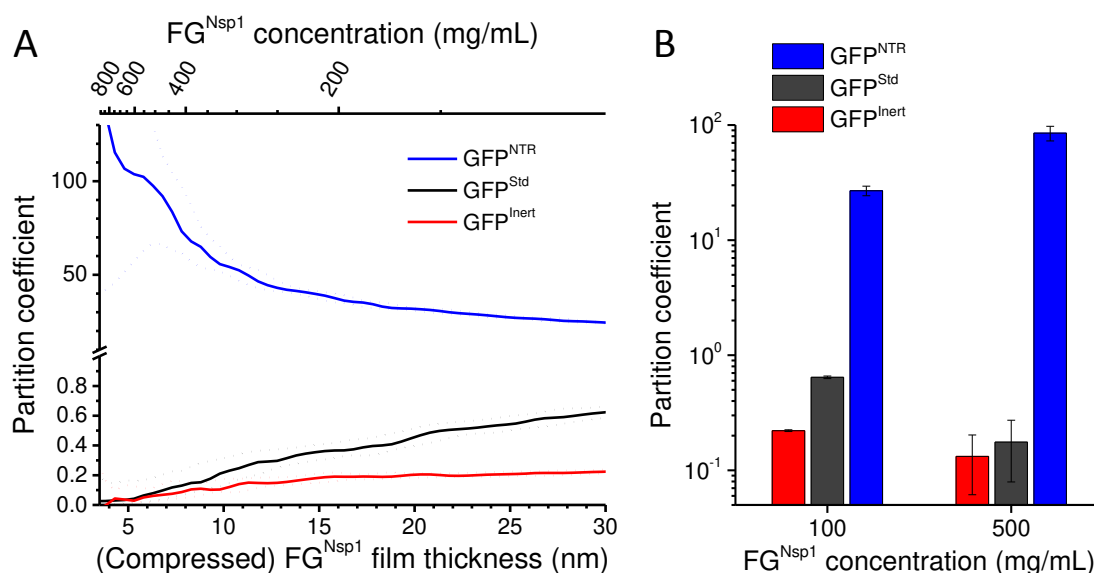 A
FG^Nsp1 concentration (mg/mL)
800 600 400 200
Partition coefficient
100
50
0.8
0.6
0.4
0.2
0.0
GFP^NTR
GFP^Std
GFP^Inert
5 10 15 20 25 30
(Compressed) FG^Nsp1 film thickness (nm)
B
GFP^NTR
GFP^Std
GFP^Inert
Partition coefficient
10^2
10^1
10^0
10^-1
100 500
FG^Nsp1 concentration (mg/mL)